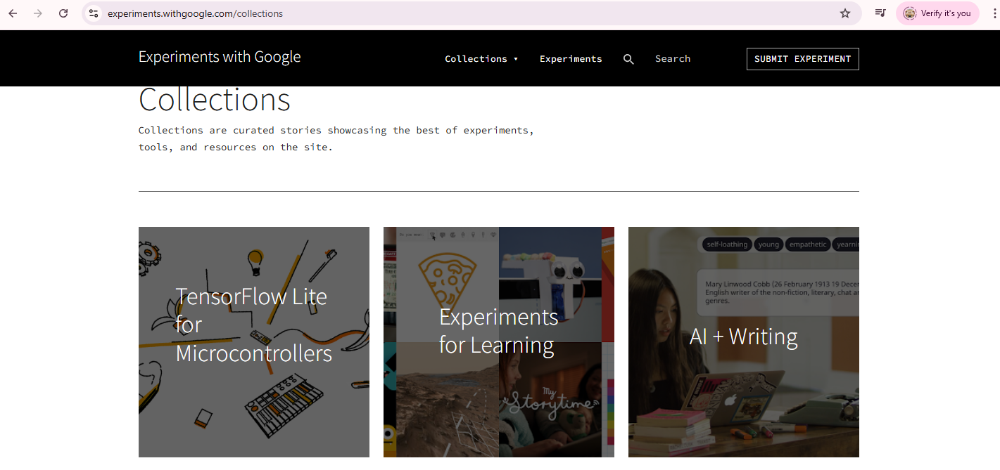 experiments.withgoogle.com/collections
Verify it's you
Experiments with Google
Collections
Experiments
Search
SUBMIT EXPERIMENT
Collections
Collections are curated stories showcasing the best of experiments,
tools, and resources on the site.
TensorFlow Lite
for
Microcontrollers
Experiments
for Learning
My
Storytime
AI + Writing
self-loathing
young
empathetic
Mary Linwood Cobb (26 February 1913 19
English writer of the non-fiction, literary, chat
genres.